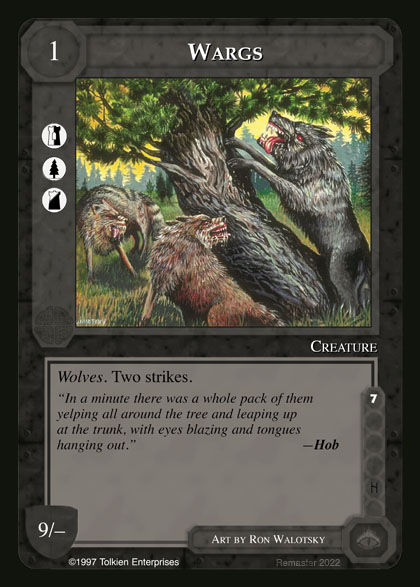 1
WARGS
CREATURE
Wolves. Two strikes.
“In a minute there was a whole pack of them
yelping all around the tree and leaping up
at the trunk, with eyes blazing and tongues
hanging out.” —Hob
7
9/–
ART BY RON WALOTSKY
©1997 Tolkien Enterprises
Remaster 2022